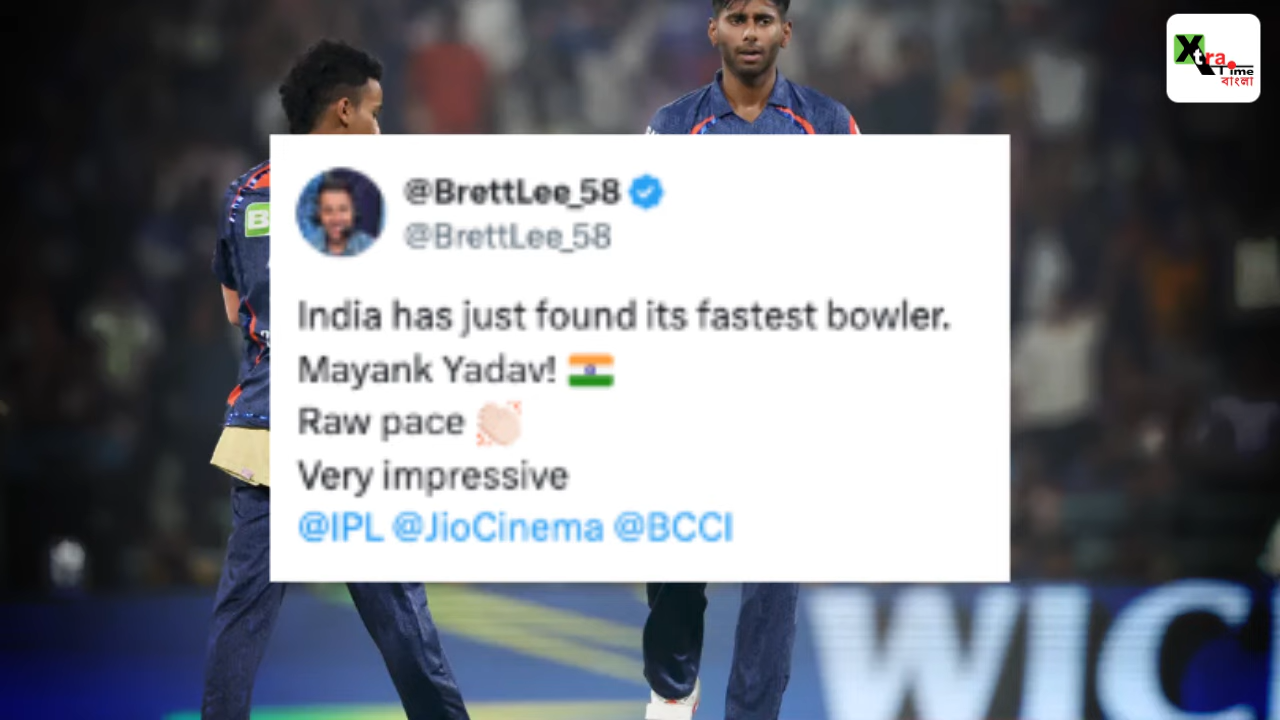 Xtra
Time
বাংলা
@BrettLee_58
@BrettLee_58
India has just found its fastest bowler.
Mayank Yadav! 🇮🇳
Raw pace 👏🏻
Very impressive
@IPL @JioCinema @BCCI
B
WIC